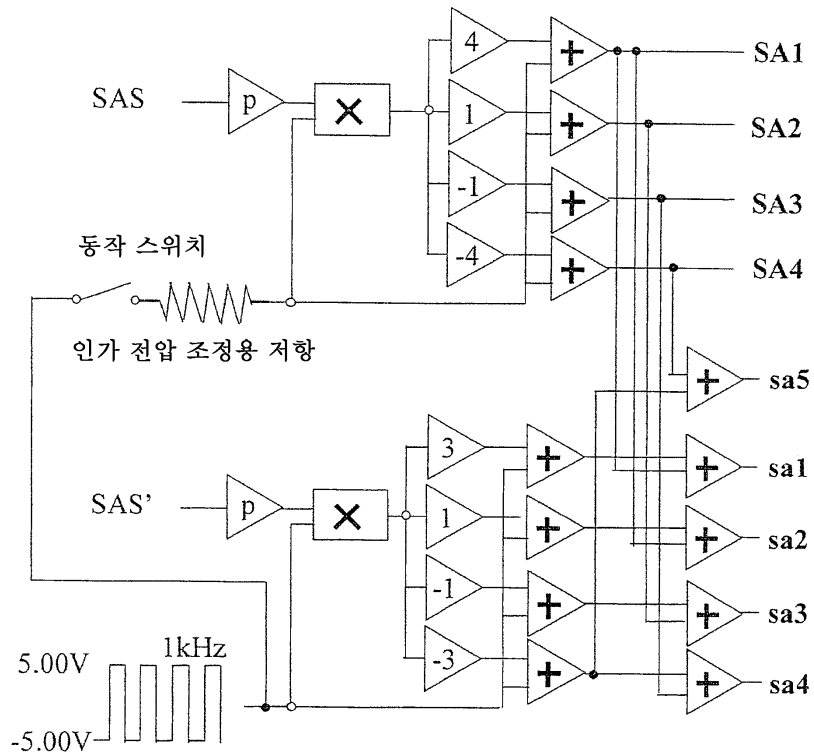 4
SA1
SAS
p
×
+
1
+
SA2
-1
+
SA3
동작 스위치
-4
+
SA4
인가 전압 조정용 저항
+
sa5
3
+
+
sa1
SAS'
p
×
1
+
+
sa2
-1
+
+
sa3
1kHz
5.00V
-3
+
+
sa4
-5.00V